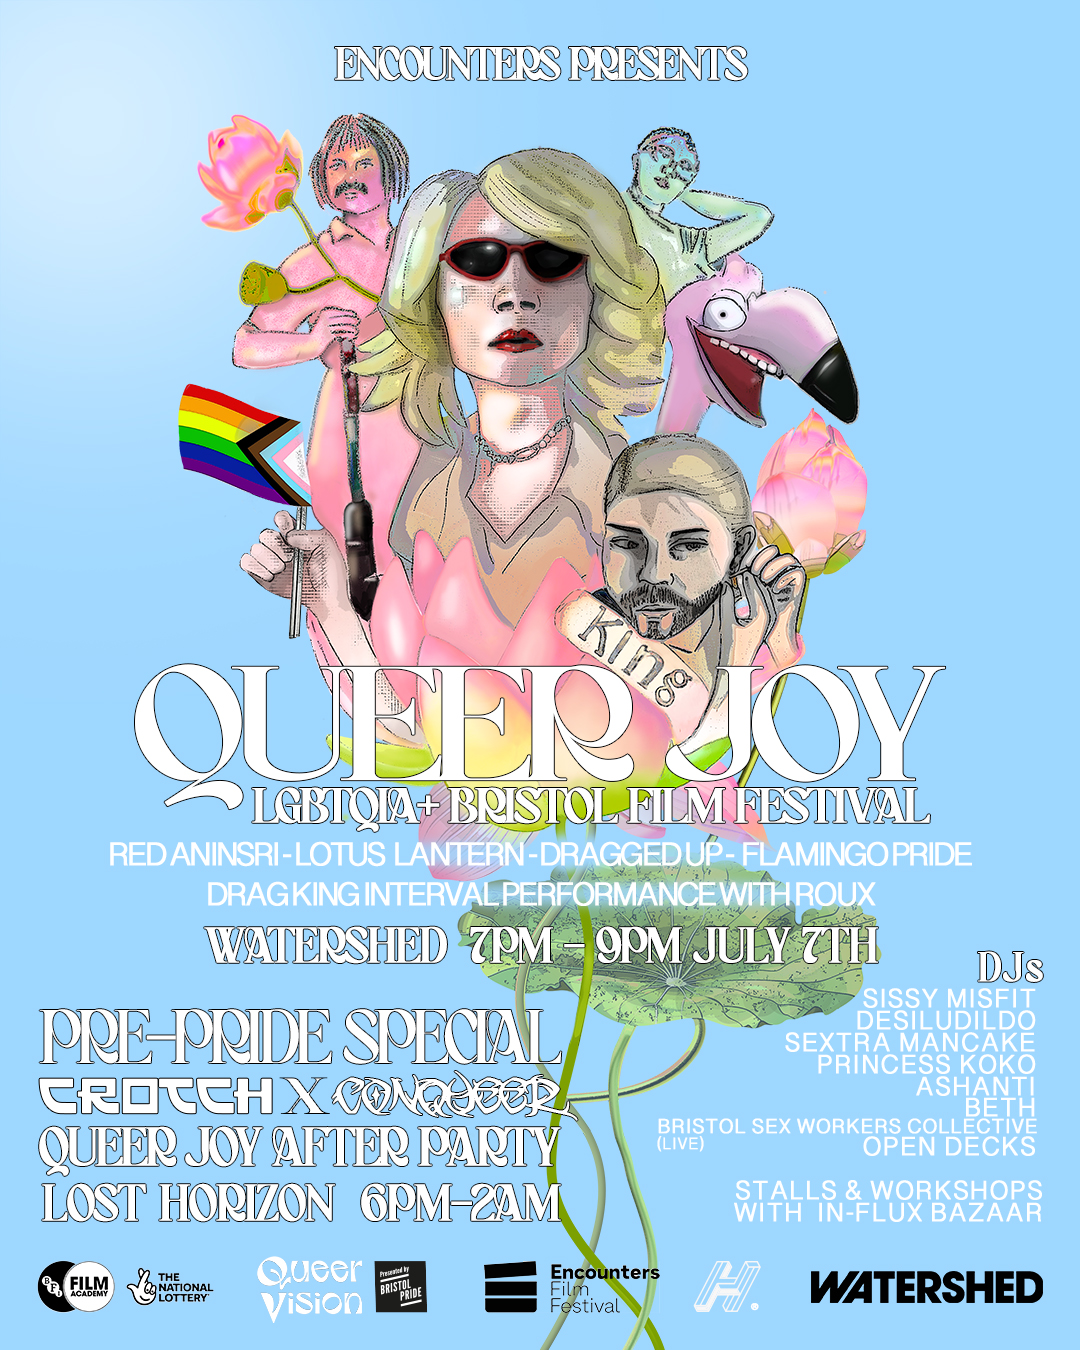 ENCOUNTERS PRESENTS
King
QUEER JOY
LGBTQIA+ BRISTOL FILM FESTIVAL
RED ANINSRI - LOTUS LANTERN - DRAGGED UP - FLAMINGO PRIDE
DRAG KING INTERVAL PERFORMANCE WITH ROUX
WATERSHED 7PM – 9PM JULY 7TH
PRE-PRIDE SPECIAL
CROTCH X CONQUEER
QUEER JOY AFTER PARTY
LOST HORIZON 6PM-2AM
DJs
SISSY MISFIT
DESILUDILDO
SEXTRA MANCAKE
PRINCESS KOKO
ASHANTI
BETH
BRISTOL SEX WORKERS COLLECTIVE
(LIVE)
OPEN DECKS
STALLS & WORKSHOPS
WITH IN-FLUX BAZAAR
BFI
FILM
ACADEMY
THE
NATIONAL
LOTTERY
Queer
Vision
Presented by
BRISTOL
PRIDE
Encounters
Film
Festival
H
WATERSHED